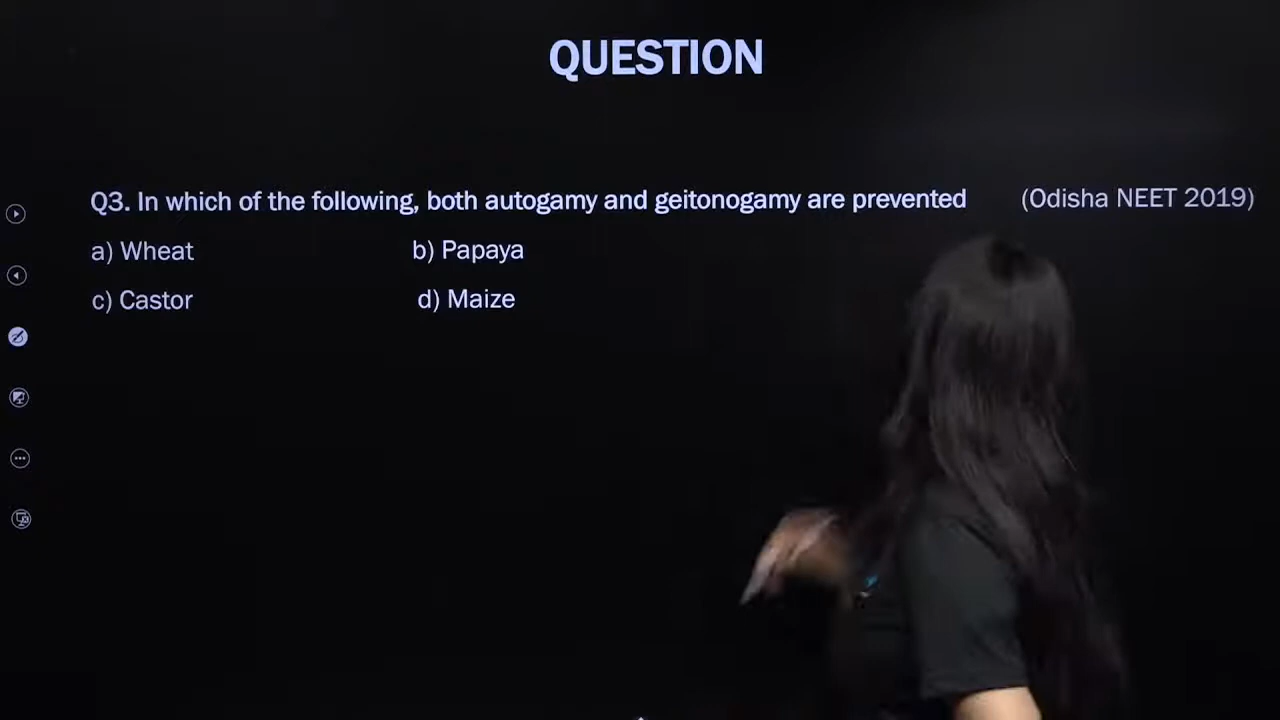 QUESTION
Q3. In which of the following, both autogamy and geitonogamy are prevented (Odisha NEET 2019)
a) Wheat b) Papaya
c) Castor d) Maize